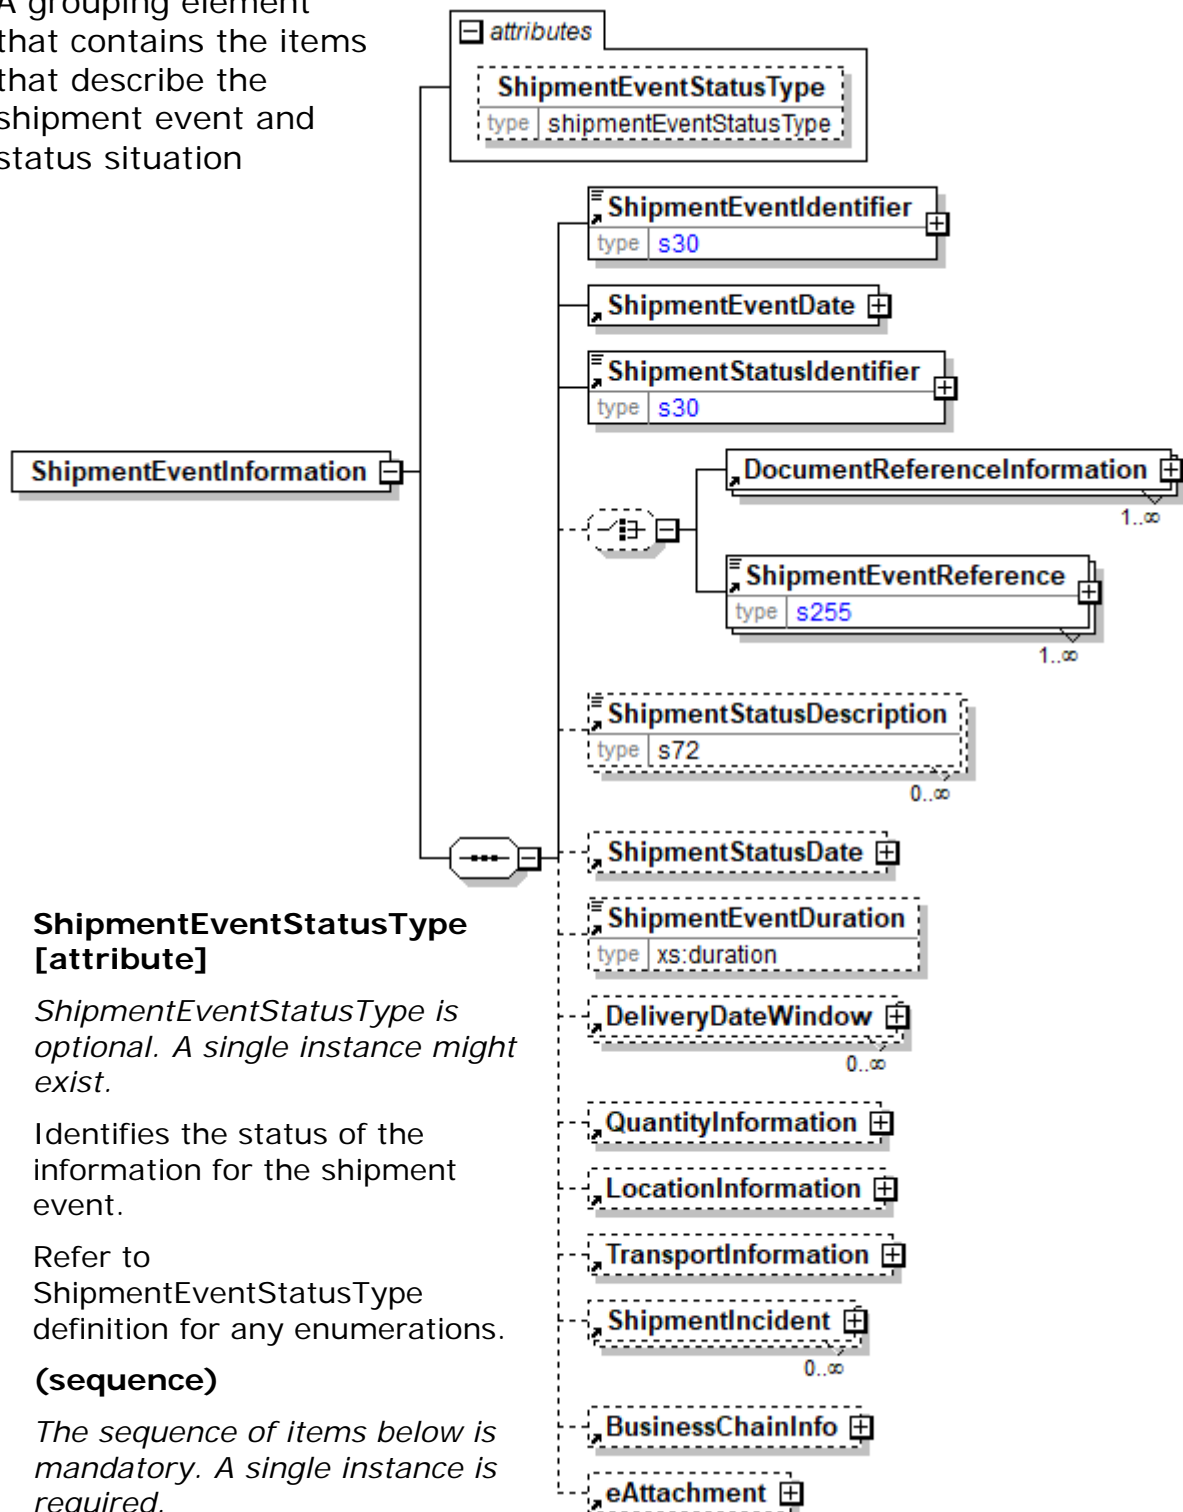 A grouping element
that contains the items
that describe the
shipment event and
status situation
attributes
ShipmentEventStatusType
type shipmentEventStatusType
ShipmentEventIdentifier
type s30
ShipmentEventDate
ShipmentStatusIdentifier
type s30
ShipmentEventInformation
DocumentReferenceInformation
1..∞
ShipmentEventReference
type s255
1..∞
ShipmentStatusDescription
type s72
0..∞
ShipmentStatusDate
ShipmentEventDuration
type xs:duration
DeliveryDateWindow
0..∞
QuantityInformation
LocationInformation
TransportInformation
ShipmentIncident
0..∞
BusinessChainInfo
eAttachment
ShipmentEventStatusType
[attribute]
ShipmentEventStatusType is
optional. A single instance might
exist.
Identifies the status of the
information for the shipment
event.
Refer to
ShipmentEventStatusType
definition for any enumerations.
(sequence)
The sequence of items below is
mandatory. A single instance is
required.